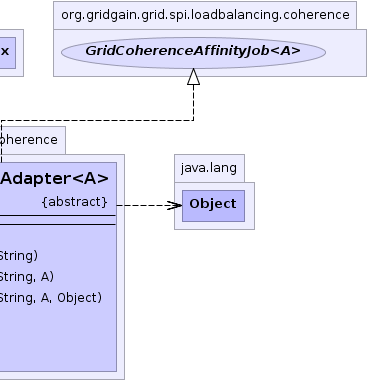 org.gridgain.grid.spi.loadbalancing.coherence
x
GridCoherenceAffinityJob<A>
oherence
java.lang
Adapter<A>
{abstract}
Object
String)
String, A)
String, A, Object)